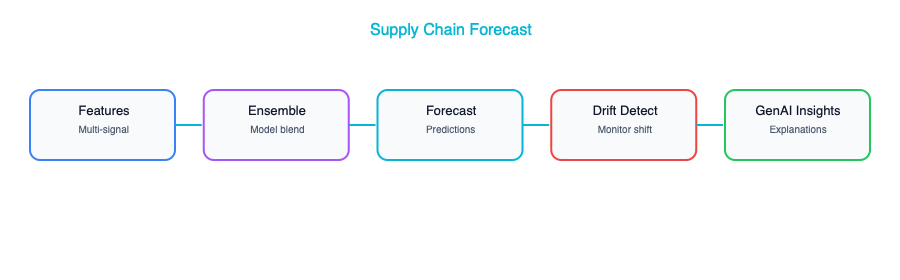 Supply Chain Forecast
Features
Multi-signal
Ensemble
Model blend
Forecast
Predictions
Drift Detect
Monitor shift
GenAI Insights
Explanations